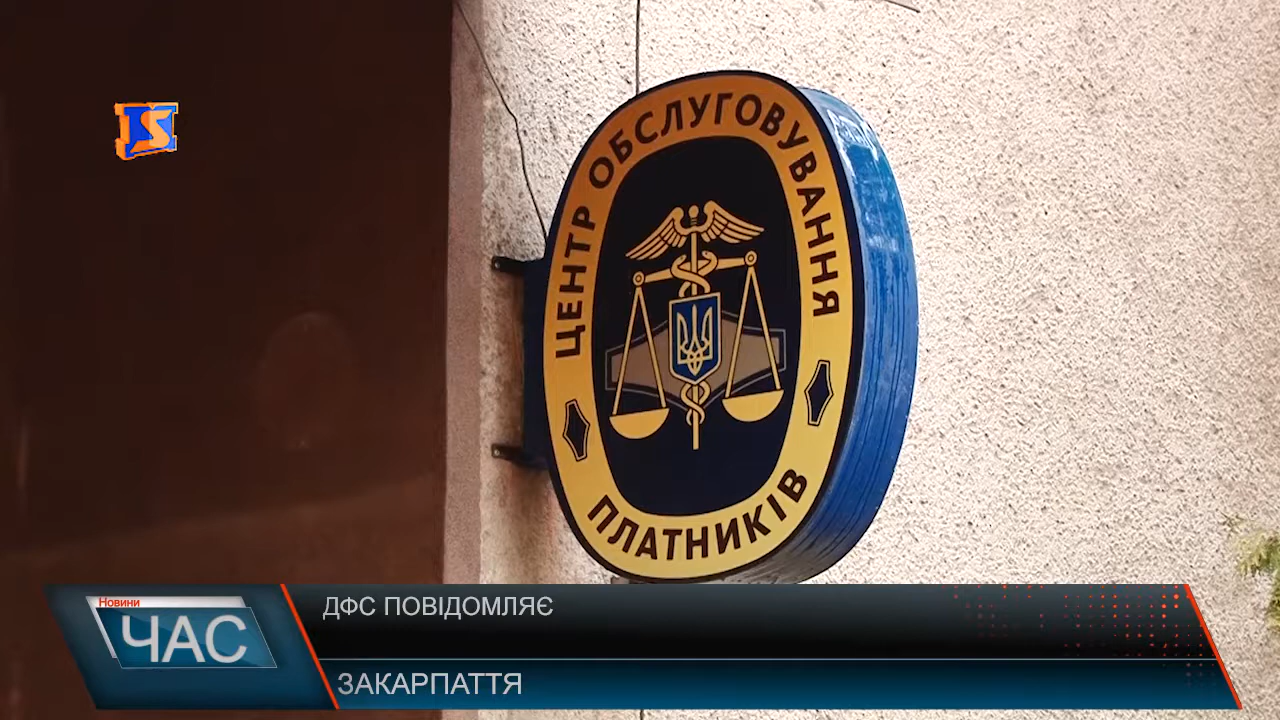 ЦЕНТР ОБСЛУГОВУВАННЯ
ПЛАТНИКІВ
Новини
ЧАС
ДФС ПОВІДОМЛЯЄ
ЗАКАРПАТТЯ